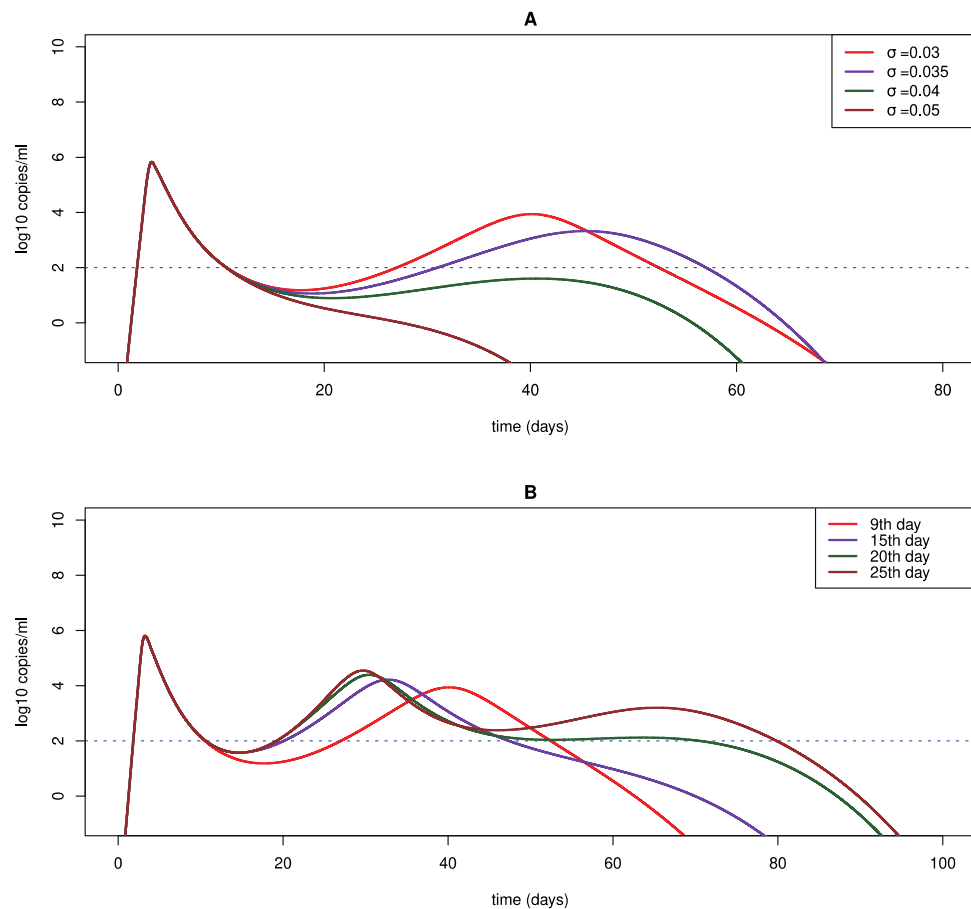 A
log10 copies/ml
10
8
6
4
2
0
σ =0.03
σ =0.035
σ =0.04
σ =0.05
0 20 40 60 80
time (days)
B
log10 copies/ml
10
8
6
4
2
0
9th day
15th day
20th day
25th day
0 20 40 60 80 100
time (days)